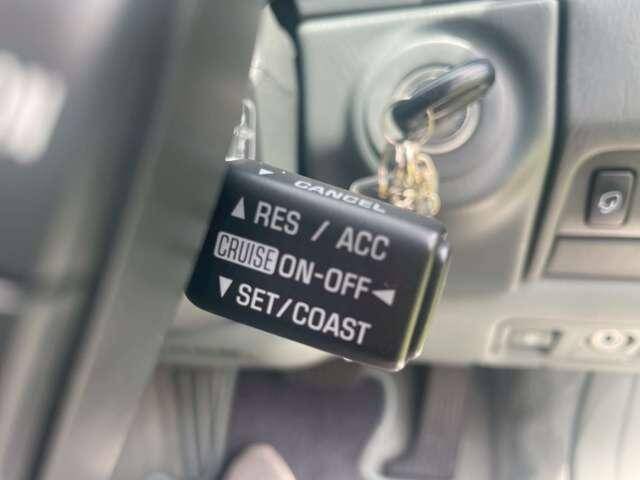 CANCEL
RES / ACC
CRUISE ON-OFF
SET/COAST